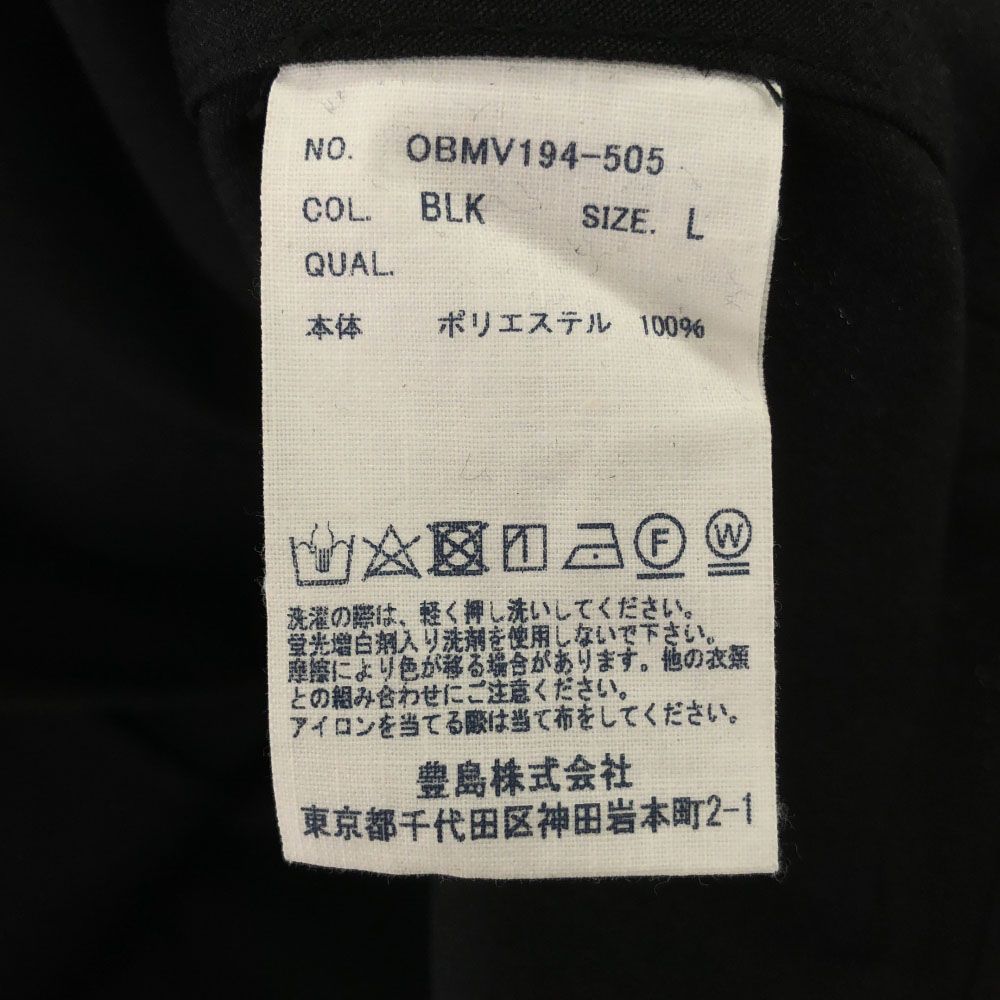 NO. OBMV194-505
COL. BLK SIZE. L
QUAL.
本体 ポリエステル 100%
F W
洗濯の際は、軽く押し洗いしてください。
蛍光増白剤入り洗剤を使用しないで下さい。
摩擦により色が移る場合があります。他の衣類
との組み合わせにご注意ください。
アイロンを当てる際は当て布をしてください。
豊島株式会社
東京都千代田区神田岩本町2-1